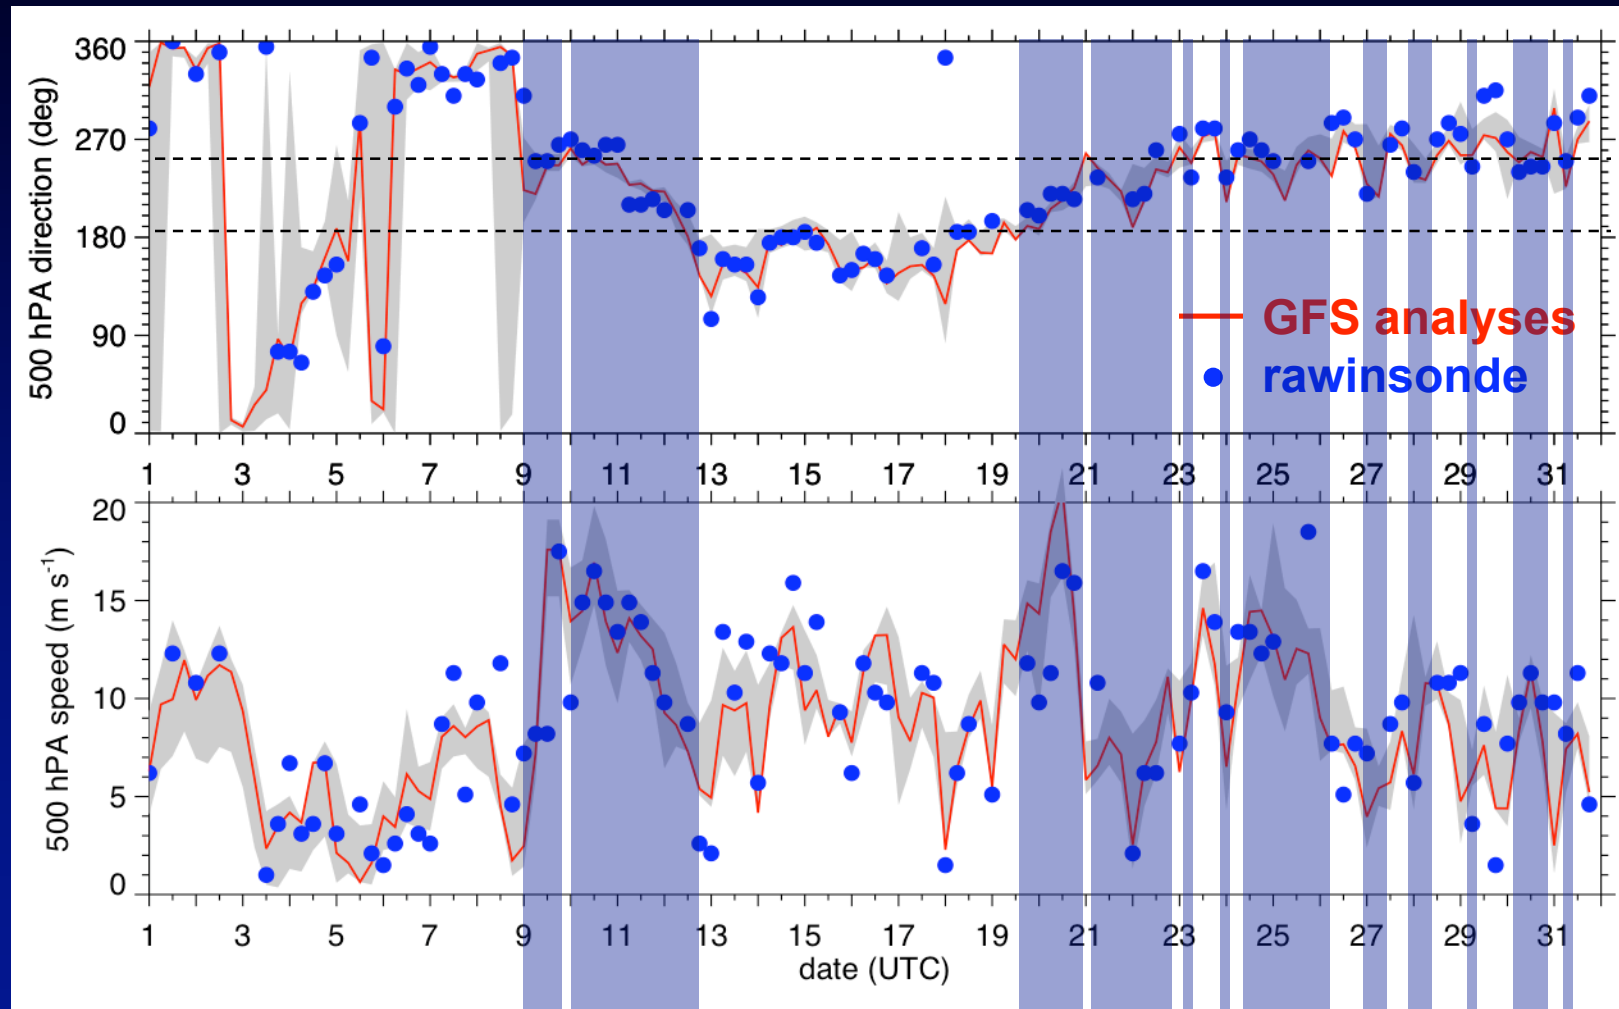 500 hPA direction (deg)
360
270
180
90
0
GFS analyses
rawinsonde
1 3 5 7 9 11 13 15 17 19 21 23 25 27 29 31
500 hPA speed (m s-1)
20
15
10
5
0
1 3 5 7 9 11 13 15 17 19 21 23 25 27 29 31
date (UTC)